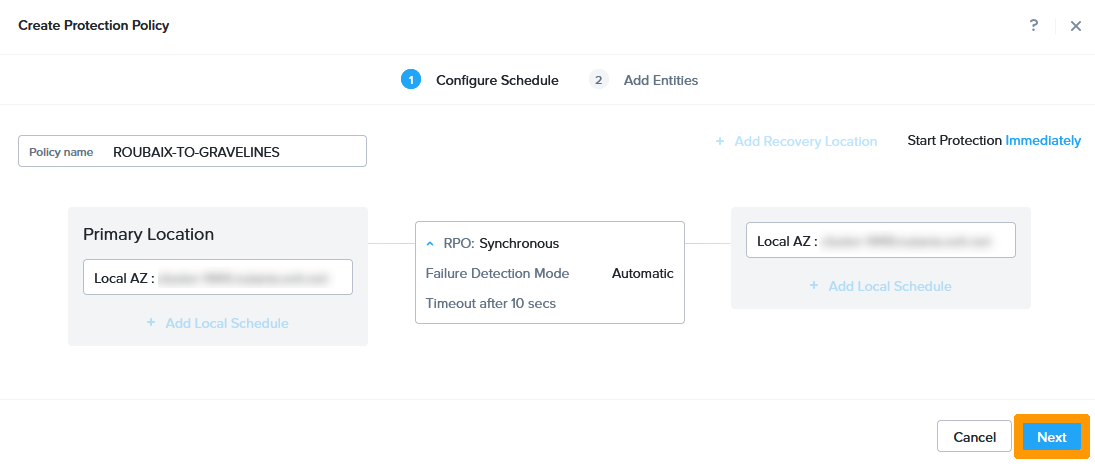 Create Protection Policy
?
1 Configure Schedule 2 Add Entities
Policy name ROUBAIX-TO-GRAVELINES
+ Add Recovery Location
Start Protection Immediately
Primary Location
Local AZ :
+ Add Local Schedule
RPO: Synchronous
Failure Detection Mode Automatic
Timeout after 10 secs
Local AZ :
+ Add Local Schedule
Cancel
Next